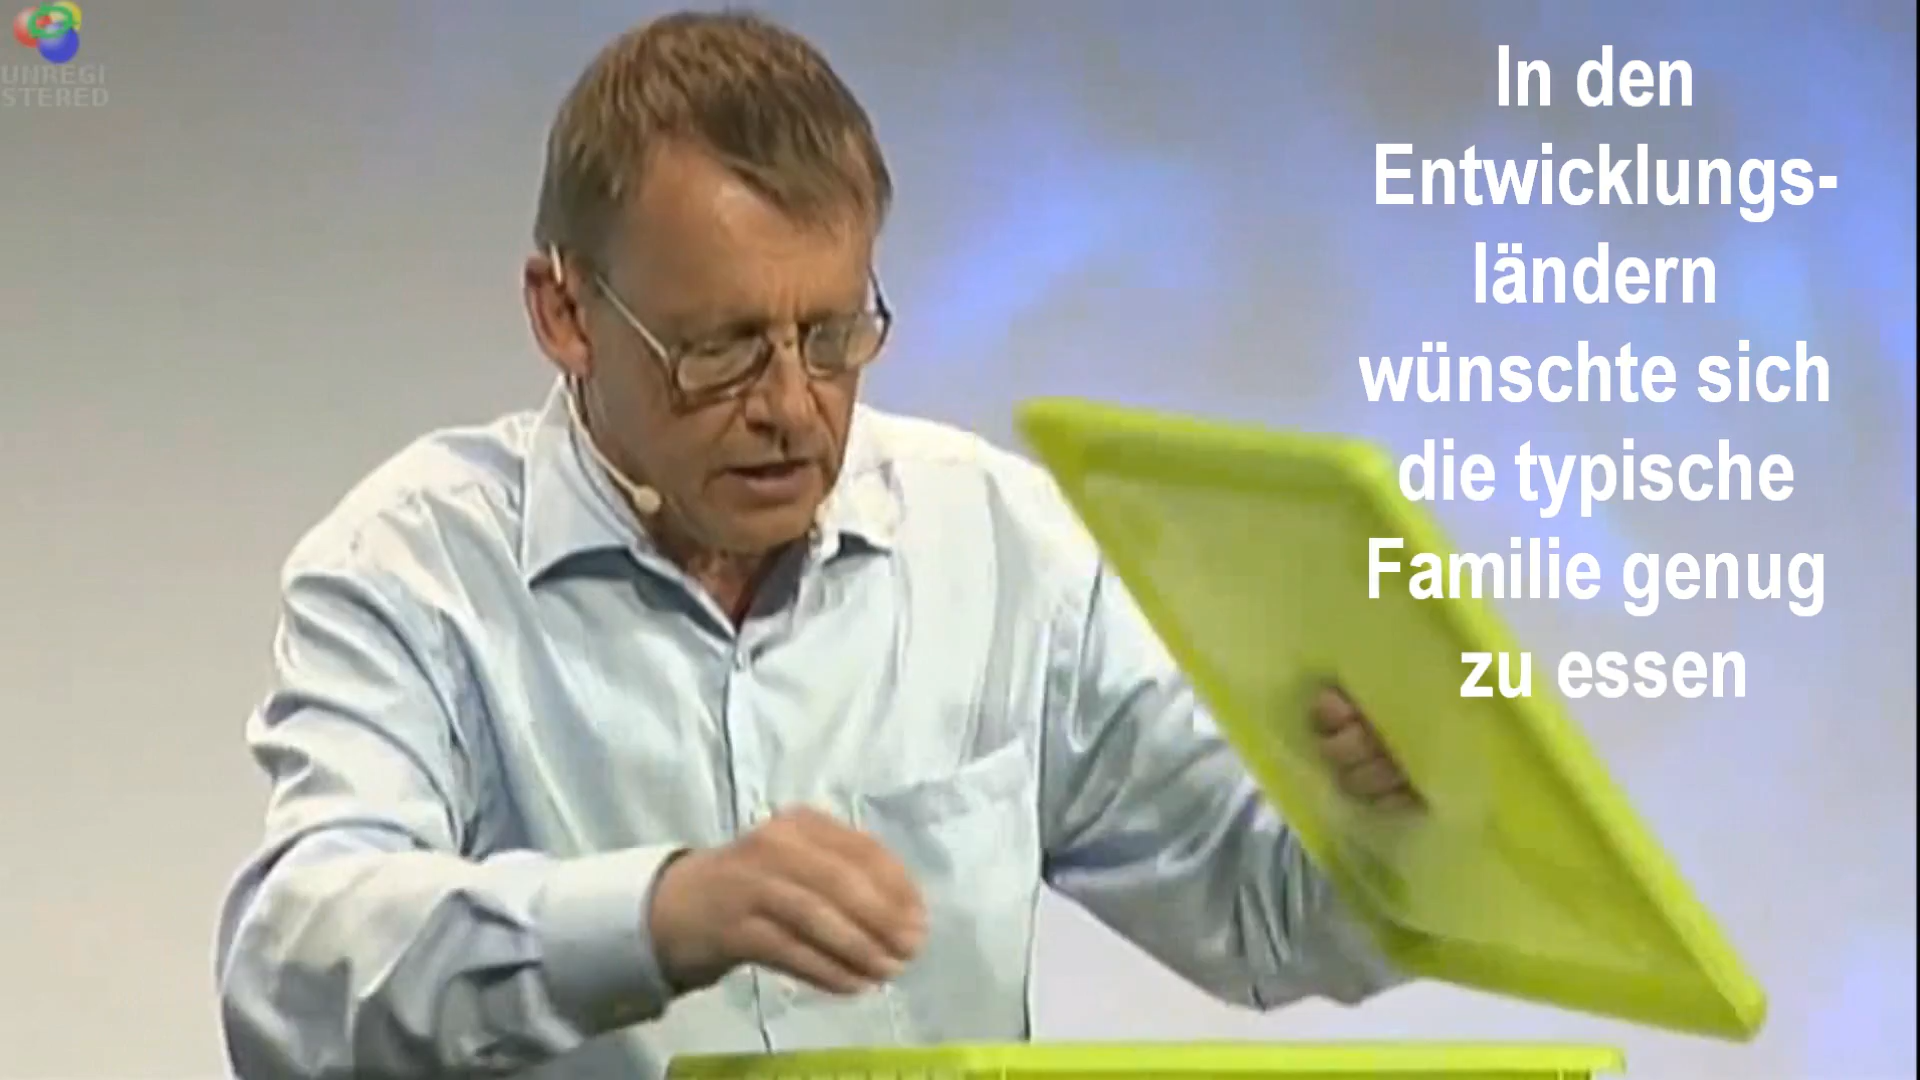 UNREGI
STERED
In den
Entwicklungs-
ländern
wünschte sich
die typische
Familie genug
zu essen